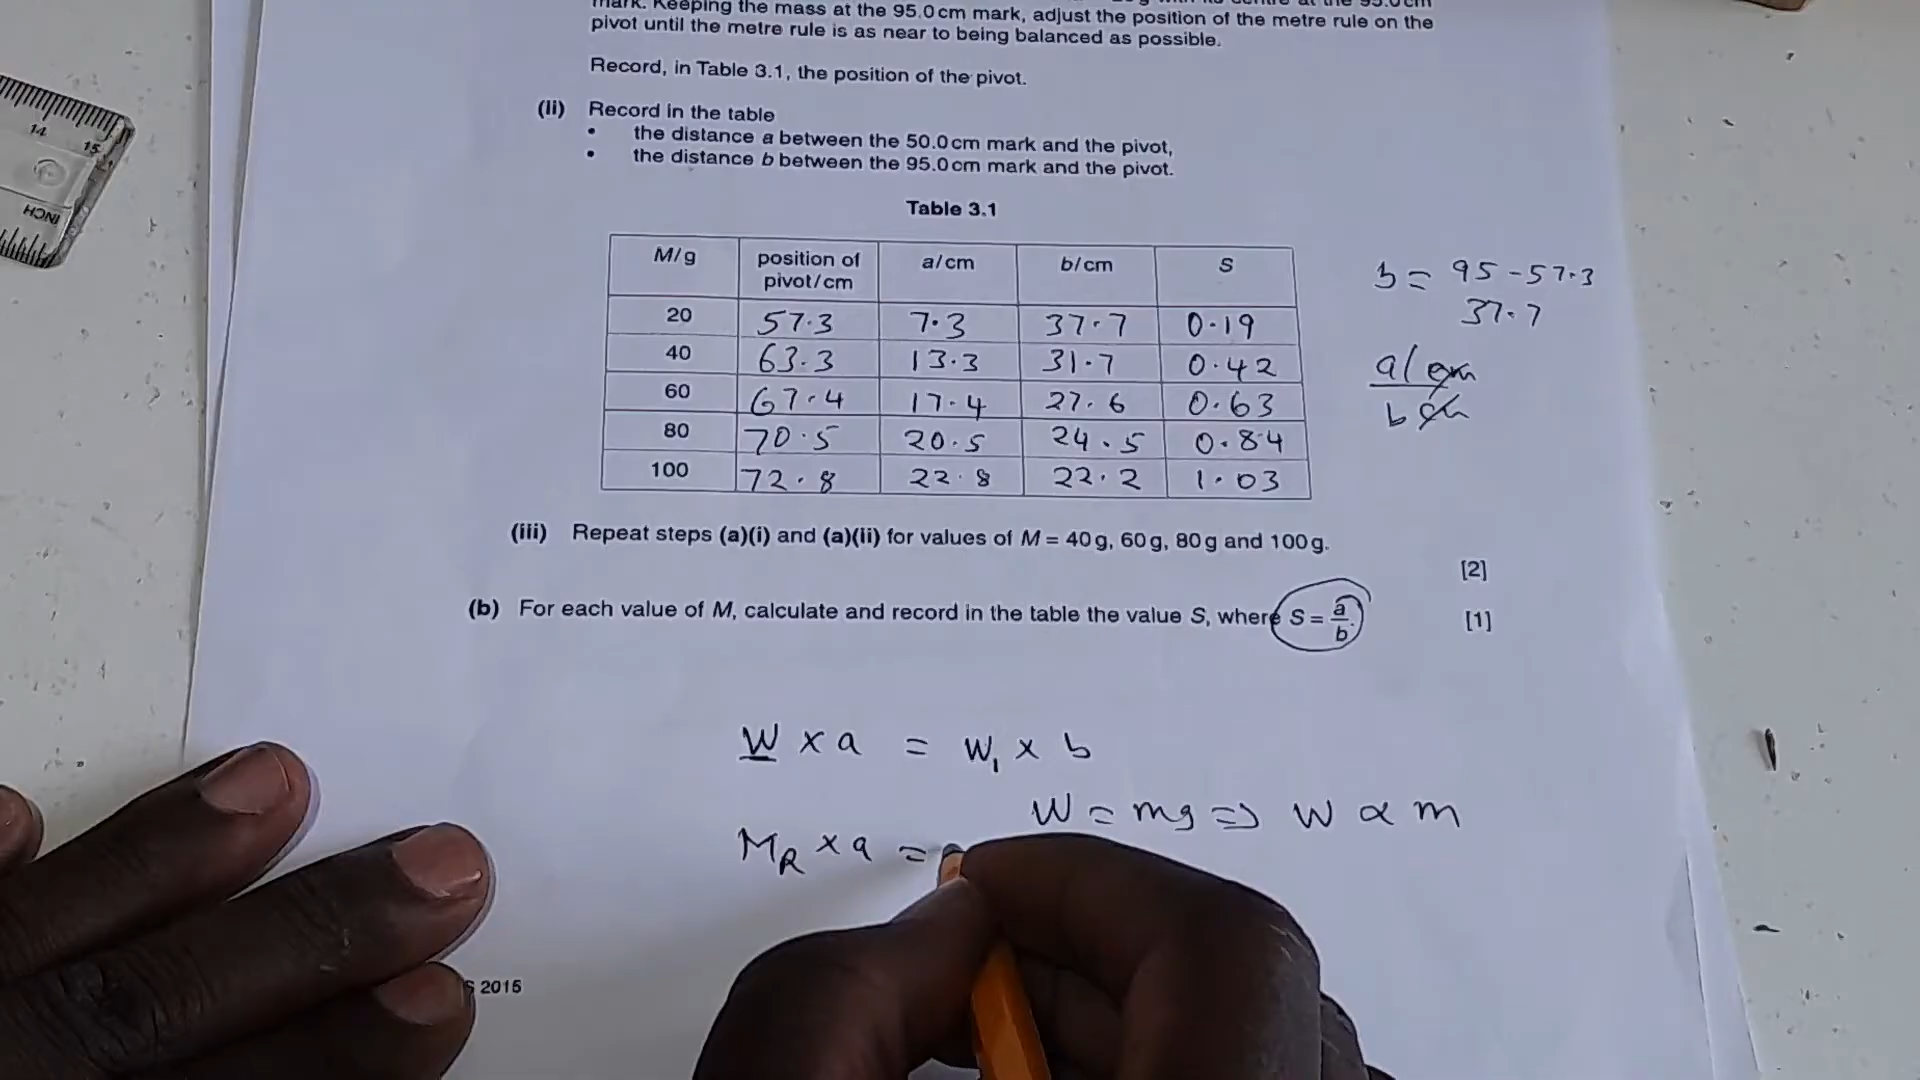 Keeping the mass at the 95.0 cm mark, adjust the position of the metre rule on the
pivot until the metre rule is as near to being balanced as possible.
Record, in Table 3.1, the position of the pivot.
(ii) Record in the table
• the distance a between the 50.0 cm mark and the pivot,
• the distance b between the 95.0 cm mark and the pivot.
Table 3.1
M/g position of pivot/cm a/cm b/cm S
20 57.3 7.3 37.7 0.19
40 63.3 13.3 31.7 0.42
60 67.4 17.4 27.6 0.63
80 70.5 20.5 24.5 0.84
100 72.8 22.8 22.2 1.03
b = 95 - 57.3
37.7
a/cm
b cm
(iii) Repeat steps (a)(i) and (a)(ii) for values of M = 40 g, 60 g, 80 g and 100 g.
[2]
(b) For each value of M, calculate and record in the table the value S, where S = a/b.
[1]
W × a = W₁ × b
W = mg => W ∝ m
M_R × a =
2015
14
15
INCH